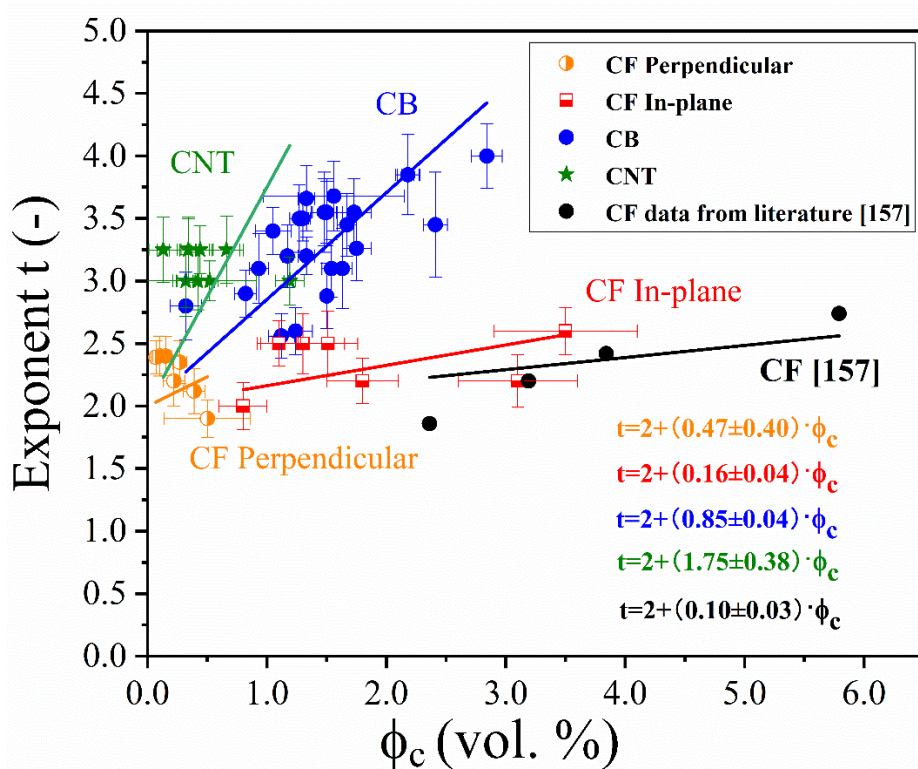 5.0
4.5
4.0
3.5
3.0
2.5
2.0
1.5
1.0
0.5
0.0
Exponent t (-)
CF Perpendicular
CF In-plane
CB
CNT
CF data from literature [157]
CB
CNT
CF In-plane
CF [157]
CF Perpendicular
t=2+(0.47±0.40)·ϕc
t=2+(0.16±0.04)·ϕc
t=2+(0.85±0.04)·ϕc
t=2+(1.75±0.38)·ϕc
t=2+(0.10±0.03)·ϕc
0.0 1.0 2.0 3.0 4.0 5.0 6.0
ϕc (vol. %)